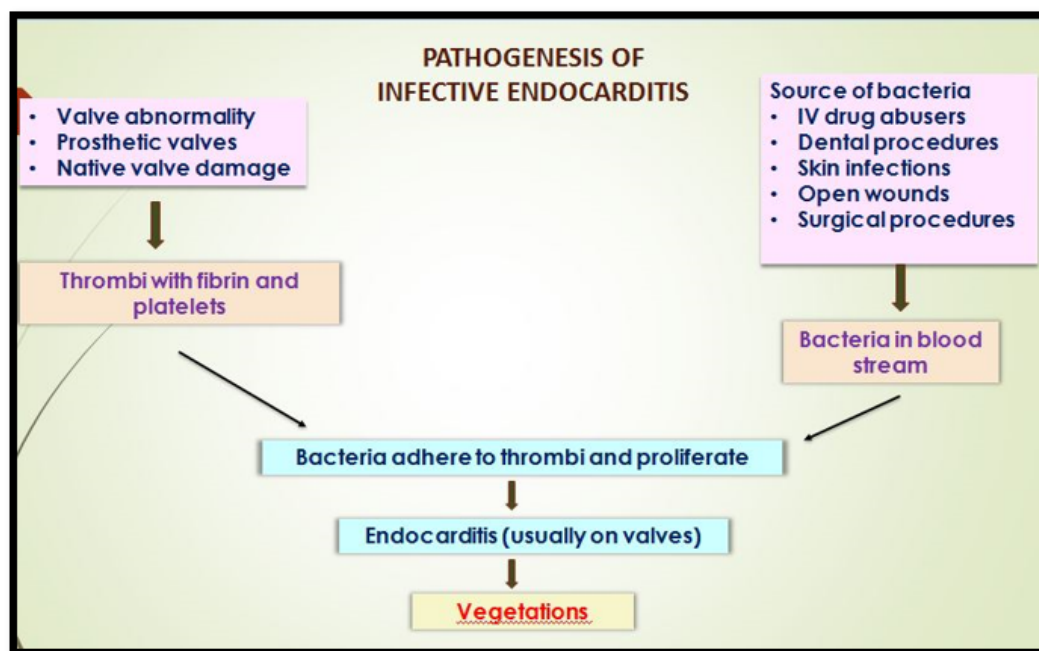 PATHOGENESIS OF
INFECTIVE ENDOCARDITIS
• Valve abnormality
• Prosthetic valves
• Native valve damage
Thrombi with fibrin and
platelets
Source of bacteria
• IV drug abusers
• Dental procedures
• Skin infections
• Open wounds
• Surgical procedures
Bacteria in blood
stream
Bacteria adhere to thrombi and proliferate
Endocarditis (usually on valves)
Vegetations